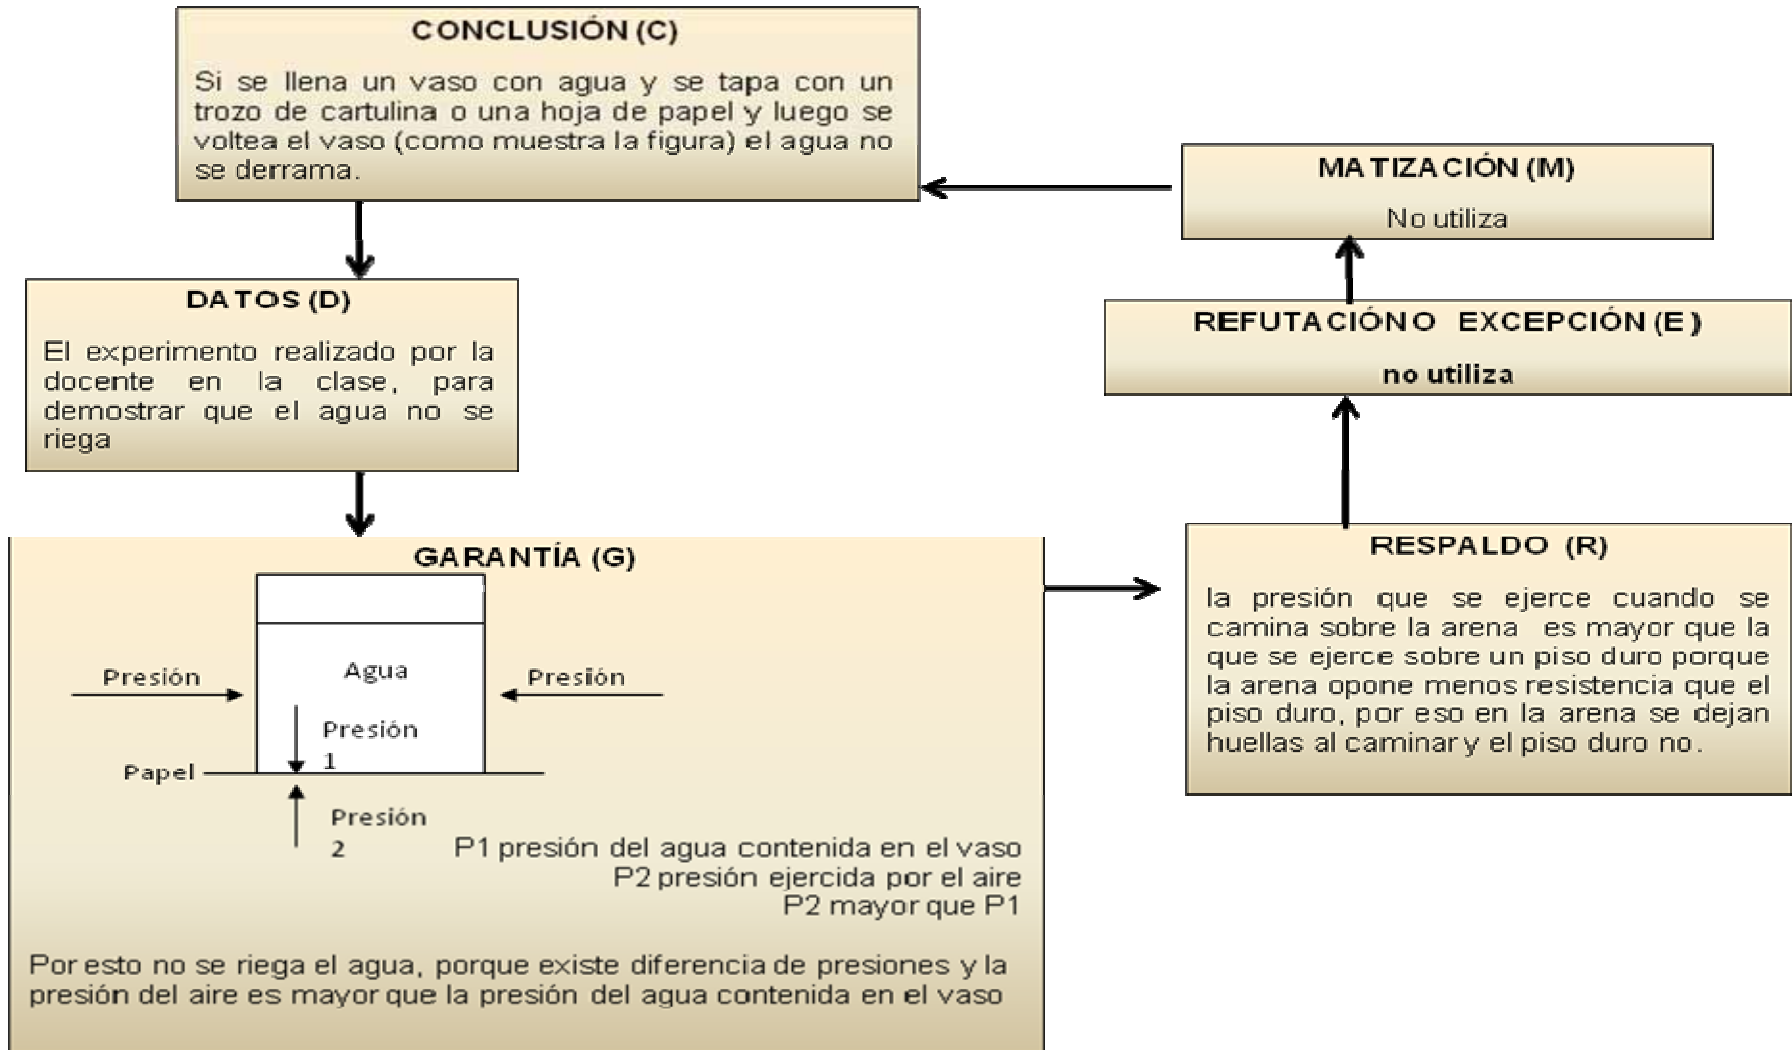 CONCLUSIÓN (C)
Si se llena un vaso con agua y se tapa con un
trozo de cartulina o una hoja de papel y luego se
voltea el vaso (como muestra la figura) el agua no
se derrama.
DATOS (D)
El experimento realizado por la
docente en la clase, para
demostrar que el agua no se
riega
GARANTÍA (G)
Agua
Presión
Presión
Presión
1
Papel
Presión
2
P1 presión del agua contenida en el vaso
P2 presión ejercida por el aire
P2 mayor que P1
Por esto no se riega el agua, porque existe diferencia de presiones y la
presión del aire es mayor que la presión del agua contenida en el vaso
RESPALDO (R)
la presión que se ejerce cuando se
camina sobre la arena es mayor que la
que se ejerce sobre un piso duro porque
la arena opone menos resistencia que el
piso duro, por eso en la arena se dejan
huellas al caminar y el piso duro no.
REFUTACIÓN O EXCEPCIÓN (E )
no utiliza
MATIZACIÓN (M)
No utiliza